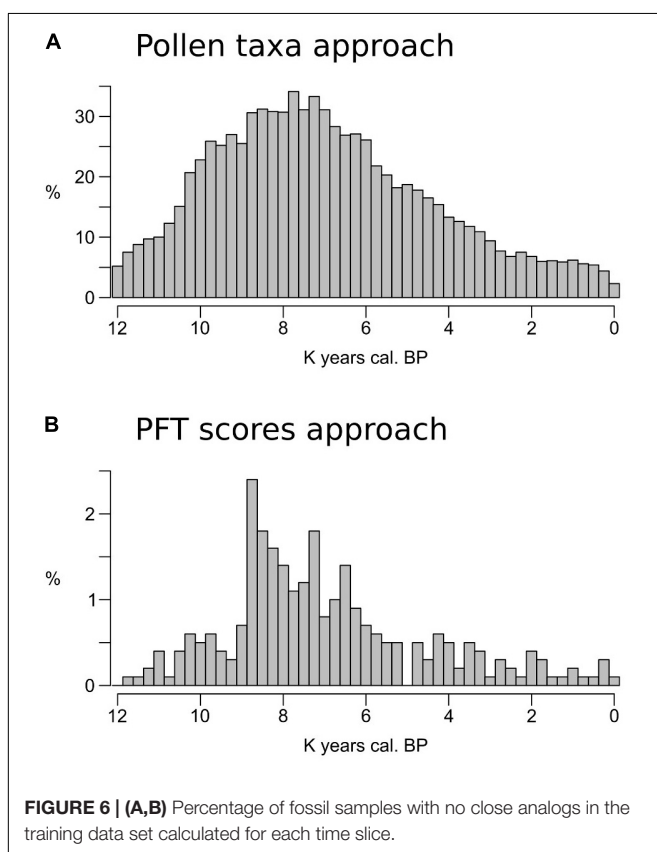 A Pollen taxa approach
30
20
%
10
0
12 10 8 6 4 2 0
K years cal. BP
B PFT scores approach
2
%
1
0
12 10 8 6 4 2 0
K years cal. BP
FIGURE 6 | (A,B) Percentage of fossil samples with no close analogs in the
training data set calculated for each time slice.